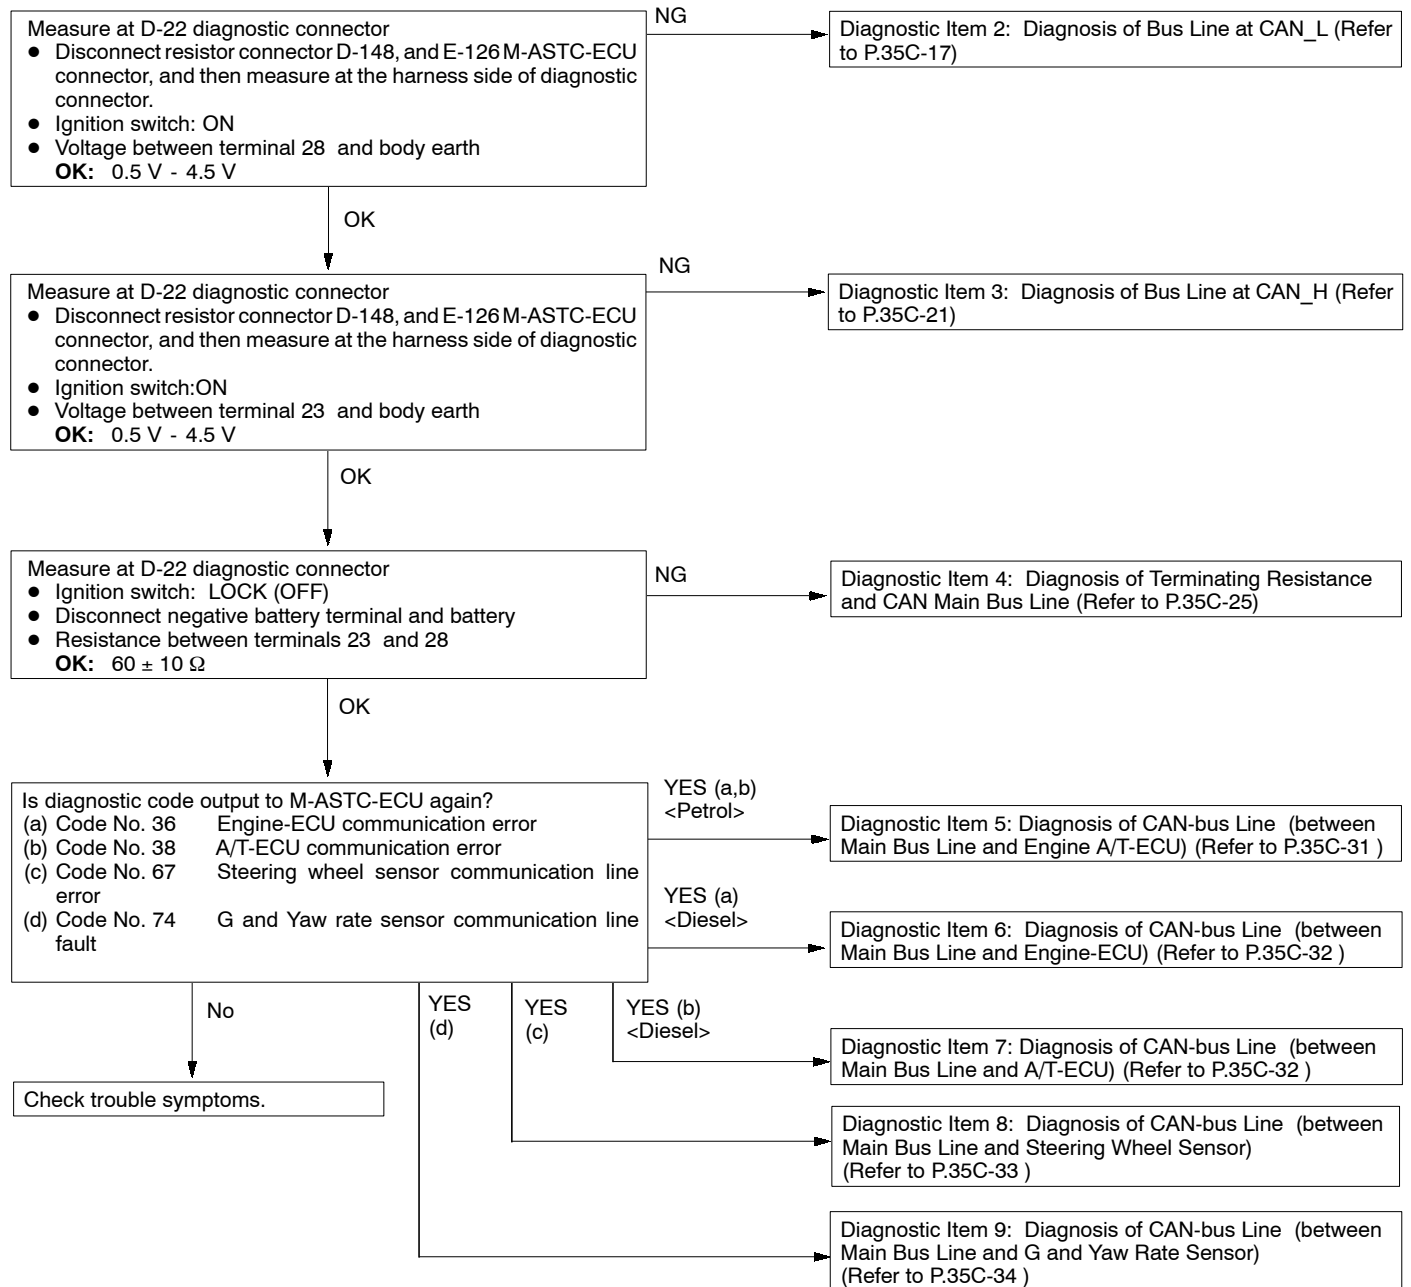 Measure at D-22 diagnostic connector
● Disconnect resistor connector D-148, and E-126 M-ASTC-ECU
connector, and then measure at the harness side of diagnostic
connector.
● Ignition switch: ON
● Voltage between terminal 28 and body earth
OK: 0.5 V - 4.5 V
NG
Diagnostic Item 2: Diagnosis of Bus Line at CAN_L (Refer
to P.35C-17)
OK
Measure at D-22 diagnostic connector
● Disconnect resistor connector D-148, and E-126 M-ASTC-ECU
connector, and then measure at the harness side of diagnostic
connector.
● Ignition switch:ON
● Voltage between terminal 23 and body earth
OK: 0.5 V - 4.5 V
NG
Diagnostic Item 3: Diagnosis of Bus Line at CAN_H (Refer
to P.35C-21)
OK
Measure at D-22 diagnostic connector
● Ignition switch: LOCK (OFF)
● Disconnect negative battery terminal and battery
● Resistance between terminals 23 and 28
OK: 60 ± 10 Ω
NG
Diagnostic Item 4: Diagnosis of Terminating Resistance
and CAN Main Bus Line (Refer to P.35C-25)
OK
Is diagnostic code output to M-ASTC-ECU again?
(a) Code No. 36 Engine-ECU communication error
(b) Code No. 38 A/T-ECU communication error
(c) Code No. 67 Steering wheel sensor communication line
error
(d) Code No. 74 G and Yaw rate sensor communication line
fault
YES (a,b)
<Petrol>
Diagnostic Item 5: Diagnosis of CAN-bus Line (between
Main Bus Line and Engine A/T-ECU) (Refer to P.35C-31 )
YES (a)
<Diesel>
Diagnostic Item 6: Diagnosis of CAN-bus Line (between
Main Bus Line and Engine-ECU) (Refer to P.35C-32 )
No
YES
(d)
YES
(c)
YES (b)
<Diesel>
Diagnostic Item 7: Diagnosis of CAN-bus Line (between
Main Bus Line and A/T-ECU) (Refer to P.35C-32 )
Check trouble symptoms.
Diagnostic Item 8: Diagnosis of CAN-bus Line (between
Main Bus Line and Steering Wheel Sensor)
(Refer to P.35C-33 )
Diagnostic Item 9: Diagnosis of CAN-bus Line (between
Main Bus Line and G and Yaw Rate Sensor)
(Refer to P.35C-34 )